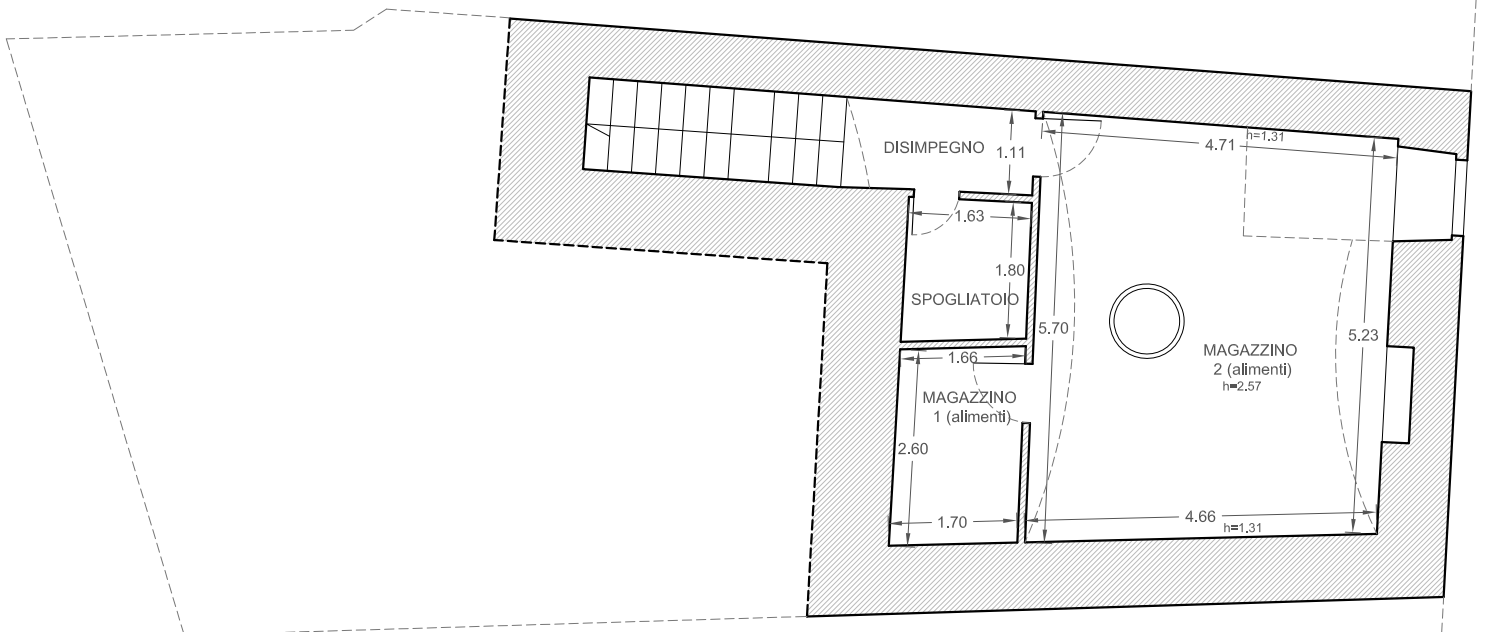 h=1.31
4.71
DISIMPEGNO
1.11
1.63
1.80
SPOGLIATOIO
5.70
5.23
MAGAZZINO
2 (alimenti)
h=2.57
1.66
MAGAZZINO
1 (alimenti)
2.60
1.70
4.66
h=1.31